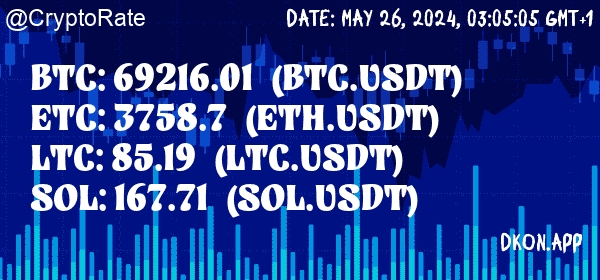 @CryptoRate
DATE: MAY 26, 2024, 03:05:05 GMT+1
BTC: 69216.01 (BTC.USDT)
ETC: 3758.7 (ETH.USDT)
LTC: 85.19 (LTC.USDT)
SOL: 167.71 (SOL.USDT)
DKON.APP